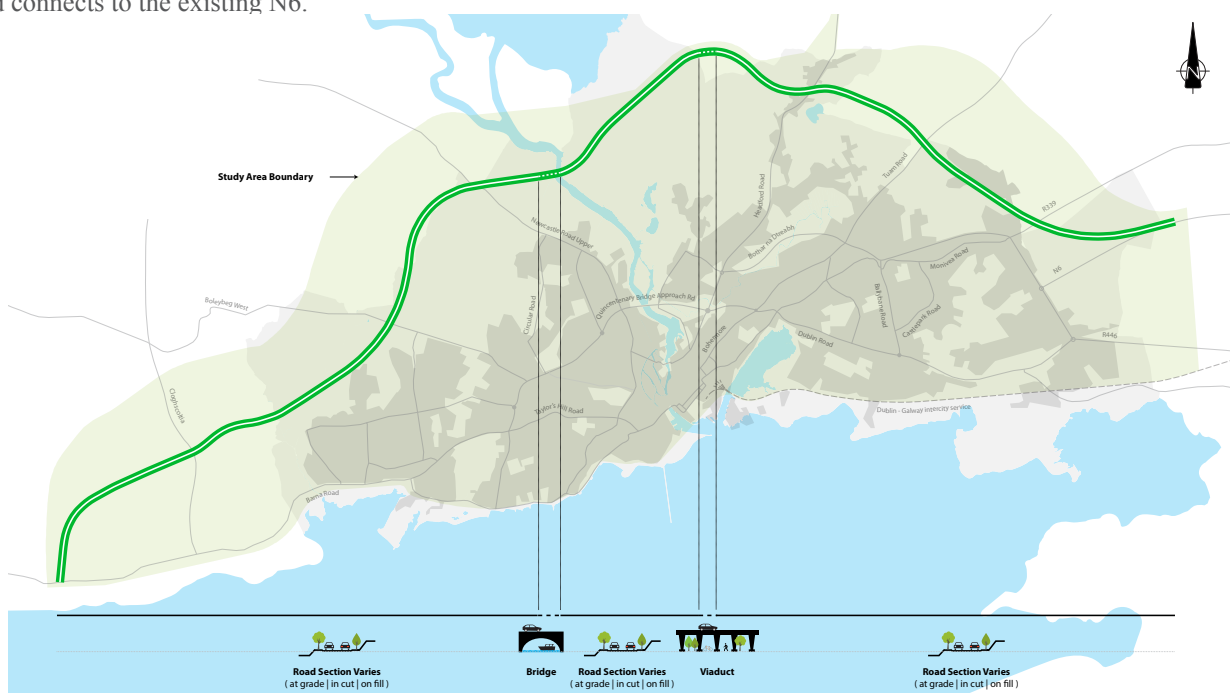 d connects to the existing N6.
N
Study Area Boundary
Newcastle Road Upper
Headford Road
Tuam Road
R339
Bothar na Dtreabh
Monivea Road
N6
Boleybeg West
Circular Road
Quincentenary Bridge Approach Rd
Ballybane Road
Castlepark Road
Bohermore
Dublin Road
R446
Cloghscoltia
Taylor's Hill Road
Dublin - Galway intercity service
Barna Road
Road Section Varies
( at grade | in cut | on fill )
Bridge
Road Section Varies
( at grade | in cut | on fill )
Viaduct
Road Section Varies
( at grade | in cut | on fill )